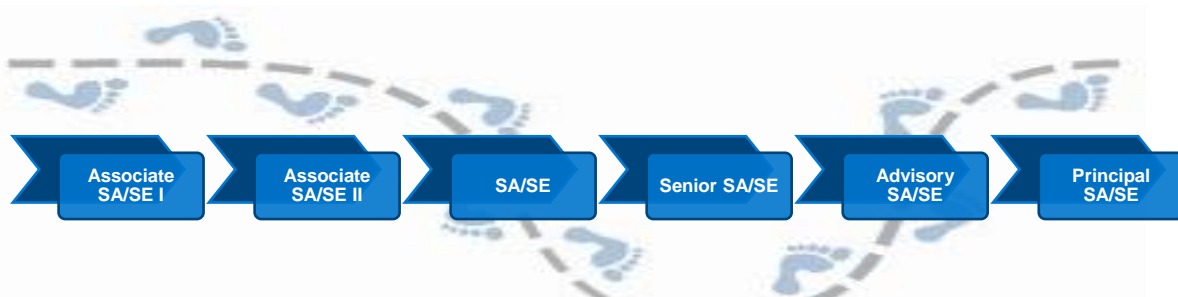 Associate
SA/SE I
Associate
SA/SE II
SA/SE
Senior SA/SE
Advisory
SA/SE
Principal
SA/SE